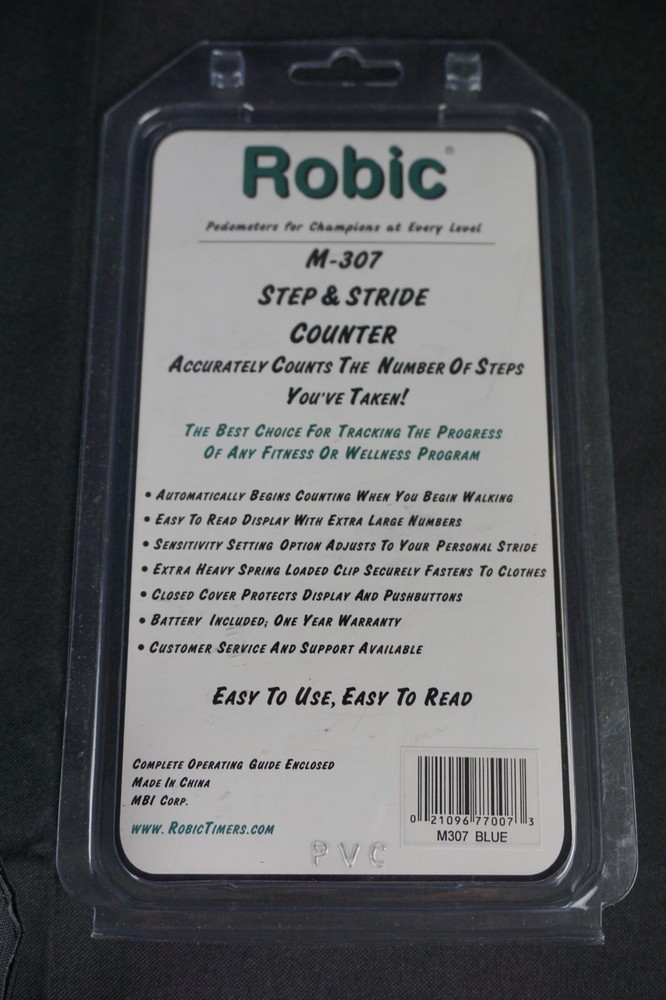 Robic®
Pedometers for Champions at Every Level
M-307
STEP & STRIDE
COUNTER
ACCURATELY COUNTS THE NUMBER OF STEPS
YOU'VE TAKEN!
THE BEST CHOICE FOR TRACKING THE PROGRESS
OF ANY FITNESS OR WELLNESS PROGRAM
• AUTOMATICALLY BEGINS COUNTING WHEN YOU BEGIN WALKING
• EASY TO READ DISPLAY WITH EXTRA LARGE NUMBERS
• SENSITIVITY SETTING OPTION ADJUSTS TO YOUR PERSONAL STRIDE
• EXTRA HEAVY SPRING LOADED CLIP SECURELY FASTENS TO CLOTHES
• CLOSED COVER PROTECTS DISPLAY AND PUSHBUTTONS
• BATTERY INCLUDED; ONE YEAR WARRANTY
• CUSTOMER SERVICE AND SUPPORT AVAILABLE
EASY TO USE, EASY TO READ
COMPLETE OPERATING GUIDE ENCLOSED
MADE IN CHINA
MBI CORP.
WWW. ROBICTIMERS.COM
0 21096 77007 3
M307 BLUE
PVC